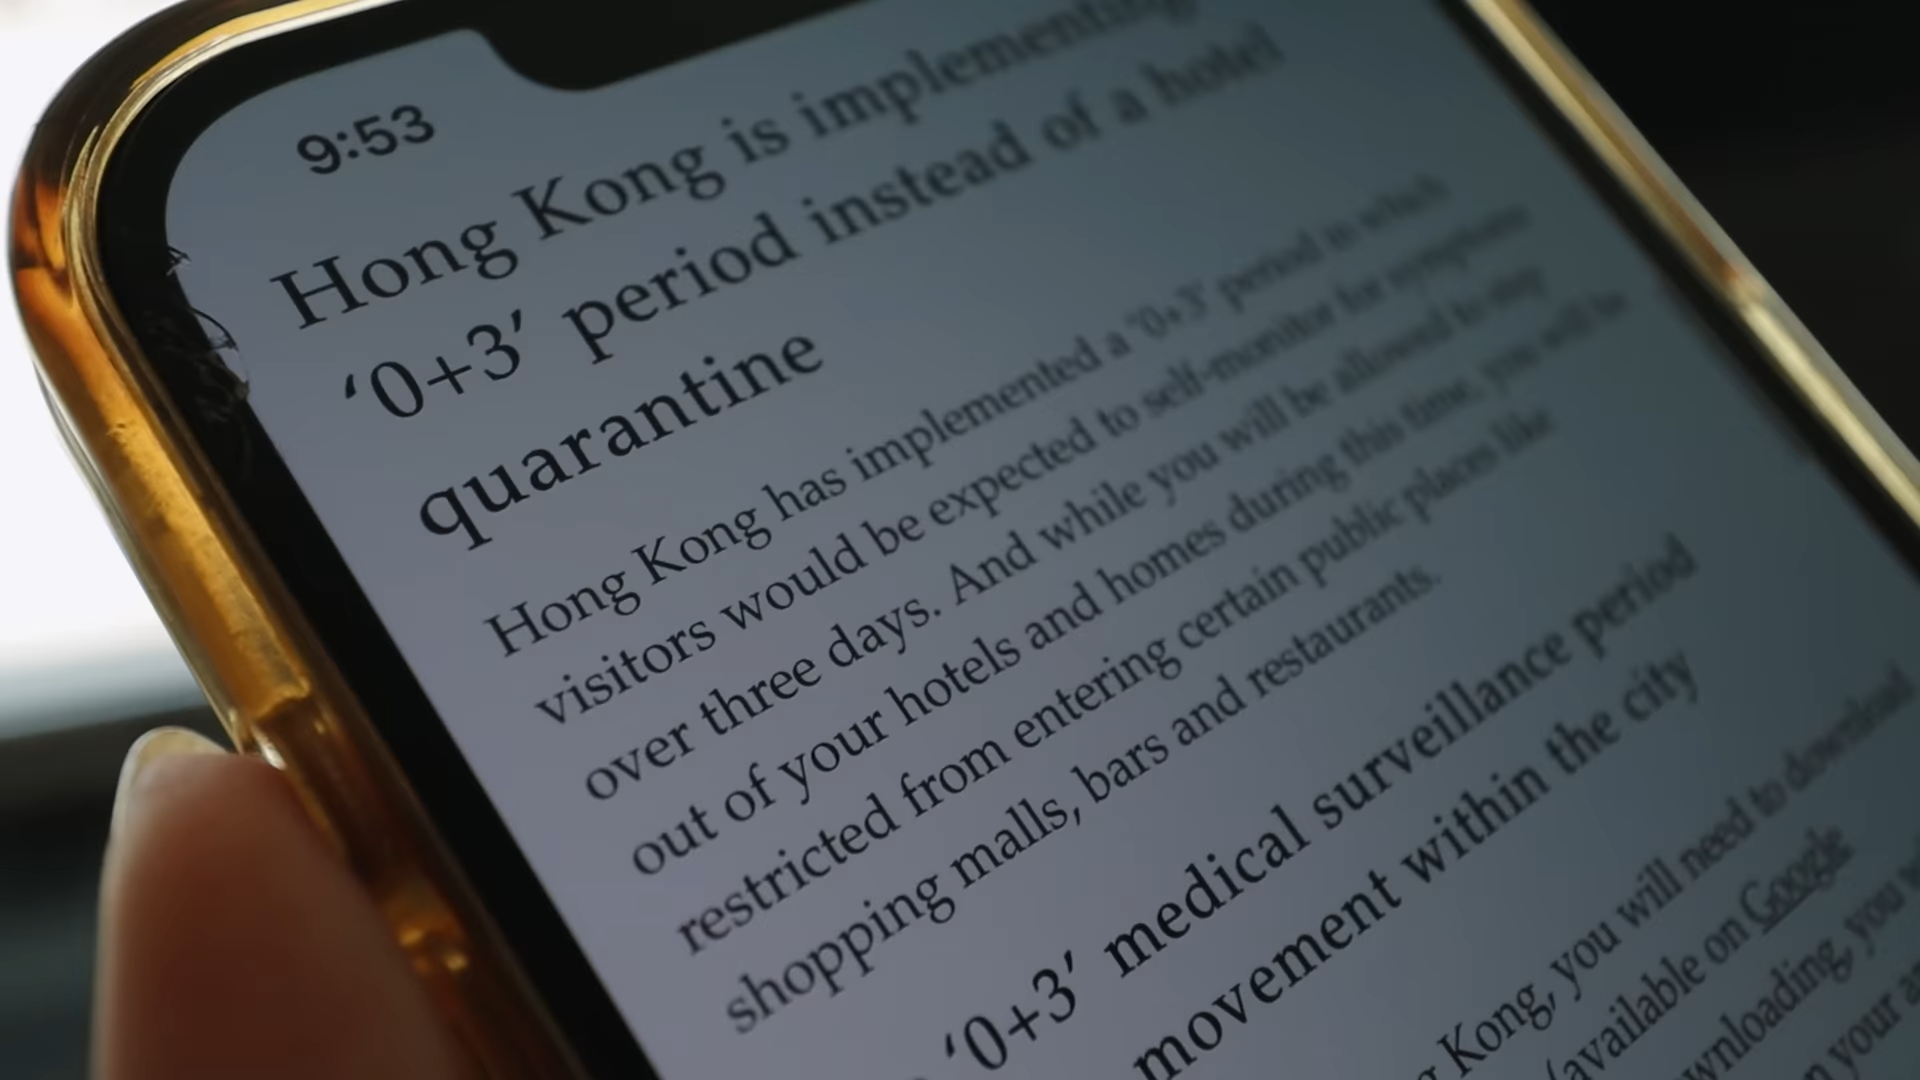 9:53
Hong Kong is implementing
‘0+3’ period instead of a hotel
quarantine
Hong Kong has implemented a '0+3' period in which
visitors would be expected to self-monitor for symptoms
over three days. And while you will be allowed to stay
out of your hotels and homes during this time, you will be
restricted from entering certain public places like
shopping malls, bars and restaurants.
‘0+3’ medical surveillance period
movement within the city
Kong, you will need to download
(available on Google
wnloading, you
n your